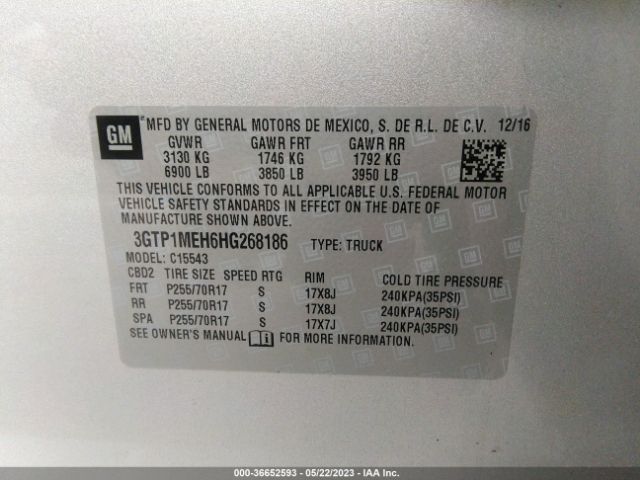 GM MFD BY GENERAL MOTORS DE MEXICO, S. DE R.L. DE C.V. 12/16
GVWR GAWR FRT GAWR RR
3130 KG 1746 KG 1792 KG
6900 LB 3850 LB 3950 LB
THIS VEHICLE CONFORMS TO ALL APPLICABLE U.S. FEDERAL MOTOR
VEHICLE SAFETY STANDARDS IN EFFECT ON THE DATE OF
MANUFACTURE SHOWN ABOVE.
3GTP1MEH6HG268186 TYPE: TRUCK
MODEL: C15543
CBD2 TIRE SIZE SPEED RTG RIM COLD TIRE PRESSURE
FRT P255/70R17 S 17X8J 240KPA(35PSI)
RR P255/70R17 S 17X8J 240KPA(35PSI)
SPA P255/70R17 S 17X7J 240KPA(35PSI)
SEE OWNER'S MANUAL FOR MORE INFORMATION.
000-36652593 - 05/22/2023 - IAA Inc.